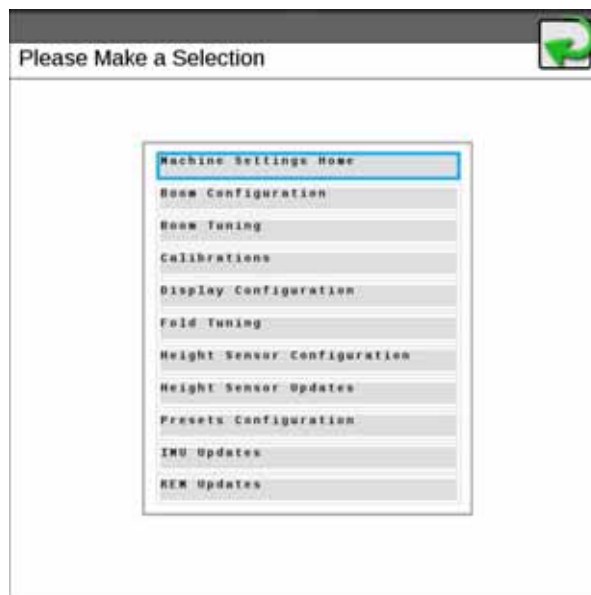 Please Make a Selection
Machine Settings Home
Boom Configuration
Boom Tuning
Calibrations
Display Configuration
Fold Tuning
Height Sensor Configuration
Height Sensor Updates
Presets Configuration
IMU Updates
REM Updates